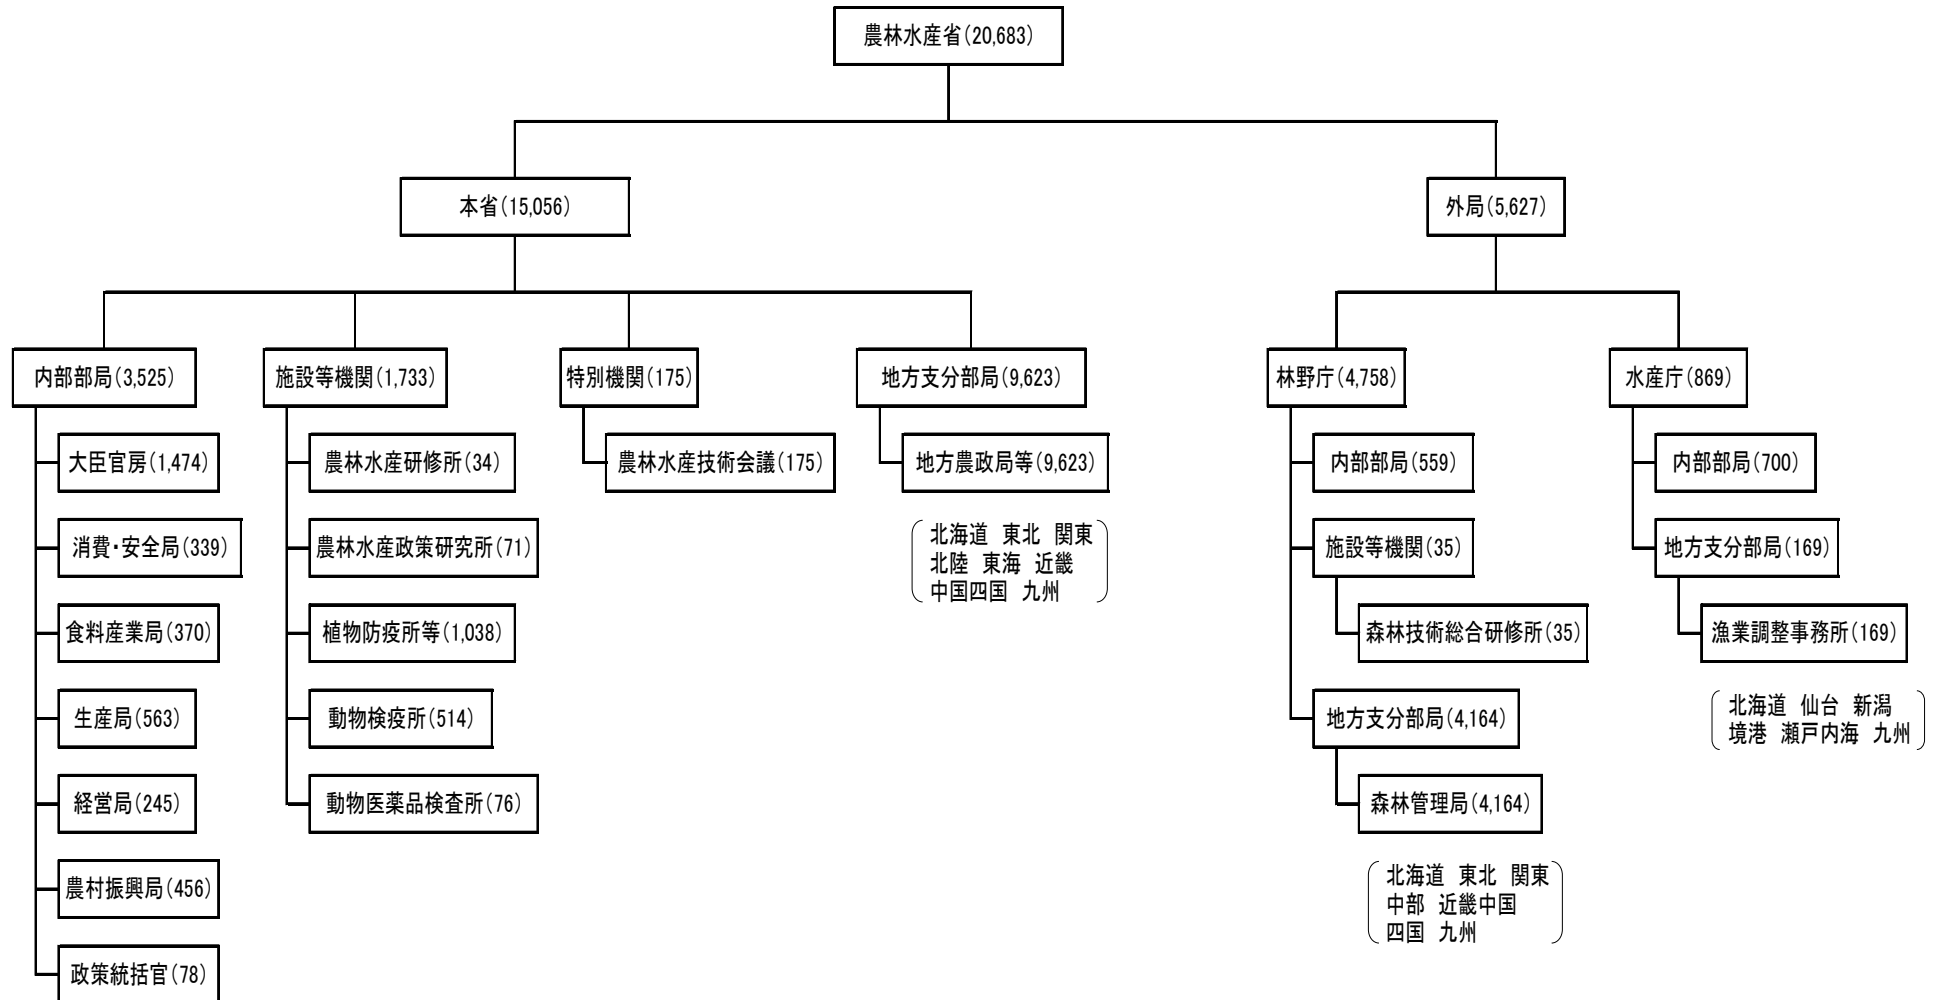 農林水産省(20,683)
本省(15,056)
外局(5,627)
内部部局(3,525)
施設等機関(1,733)
特別機関(175)
地方支分部局(9,623)
林野庁(4,758)
水産庁(869)
大臣官房(1,474)
消費・安全局(339)
食料産業局(370)
生産局(563)
経営局(245)
農村振興局(456)
政策統括官(78)
農林水産研修所(34)
農林水産政策研究所(71)
植物防疫所等(1,038)
動物検疫所(514)
動物医薬品検査所(76)
農林水産技術会議(175)
地方農政局等(9,623)
北海道 東北 関東
北陸 東海 近畿
中国四国 九州
内部部局(559)
施設等機関(35)
森林技術総合研修所(35)
地方支分部局(4,164)
森林管理局(4,164)
北海道 東北 関東
中部 近畿中国
四国 九州
内部部局(700)
地方支分部局(169)
漁業調整事務所(169)
北海道 仙台 新潟
境港 瀬戸内海 九州